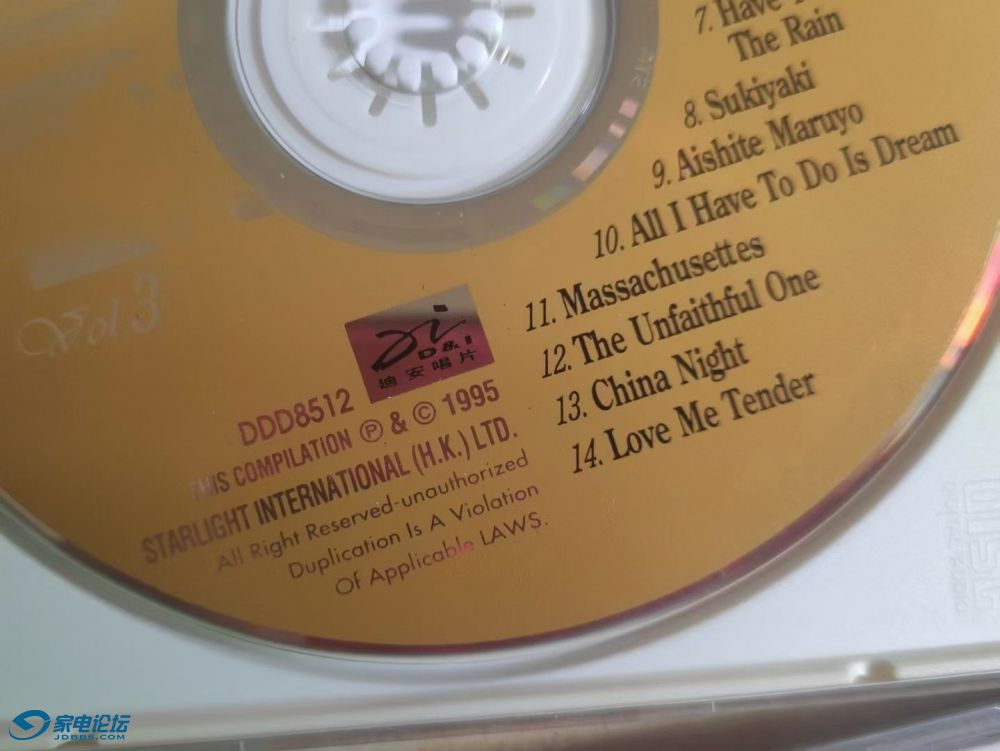 7. Have
The Rain
8. Sukiyaki
9. Aishite Maruyo
10. All I Have To Do Is Dream
11. Massachusettes
12. The Unfaithful One
13. China Night
14. Love Me Tender
Vol 3
D&I
迪安唱片
DDD8512
THIS COMPILATION ℗ & © 1995
STARLIGHT INTERNATIONAL (H.K.) LTD.
All Right Reserved-unauthorized
Duplication Is A Violation
Of Applicable LAWS.
家电论坛
JDBBS.COM